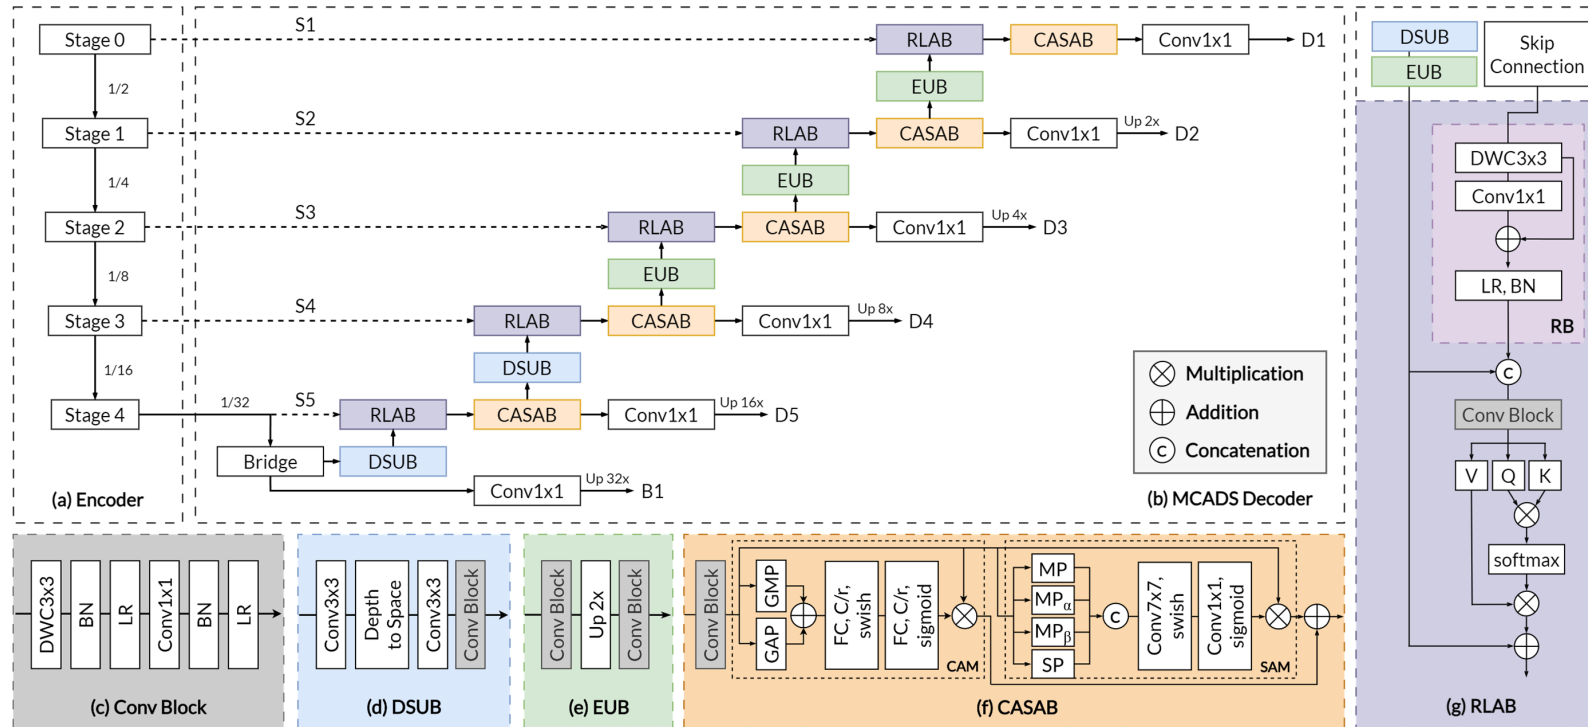 Stage 0
1/2
Stage 1
1/4
Stage 2
1/8
Stage 3
1/16
Stage 4
(a) Encoder
S1
RLAB
CASAB
Conv1x1
D1
EUB
S2
RLAB
CASAB
Conv1x1
Up 2x
D2
EUB
S3
RLAB
CASAB
Conv1x1
Up 4x
D3
EUB
S4
RLAB
CASAB
Conv1x1
Up 8x
D4
DSUB
1/32
S5
RLAB
CASAB
Conv1x1
Up 16x
D5
Bridge
DSUB
Conv1x1
Up 32x
B1
Multiplication
Addition
C
Concatenation
(b) MCADS Decoder
DWC3x3
BN
LR
Conv1x1
BN
LR
(c) Conv Block
Conv3x3
Depth
to Space
Conv3x3
Conv Block
(d) DSUB
Conv Block
Up 2x
Conv Block
(e) EUB
Conv Block
GMP
GAP
FC, C/r,
swish
FC, C/r,
sigmoid
CAM
MP
MPα
MPβ
SP
C
Conv7x7,
swish
Conv1x1,
sigmoid
SAM
(f) CASAB
DSUB
EUB
Skip
Connection
DWC3x3
Conv1x1
LR, BN
RB
C
Conv Block
V
Q
K
softmax
(g) RLAB